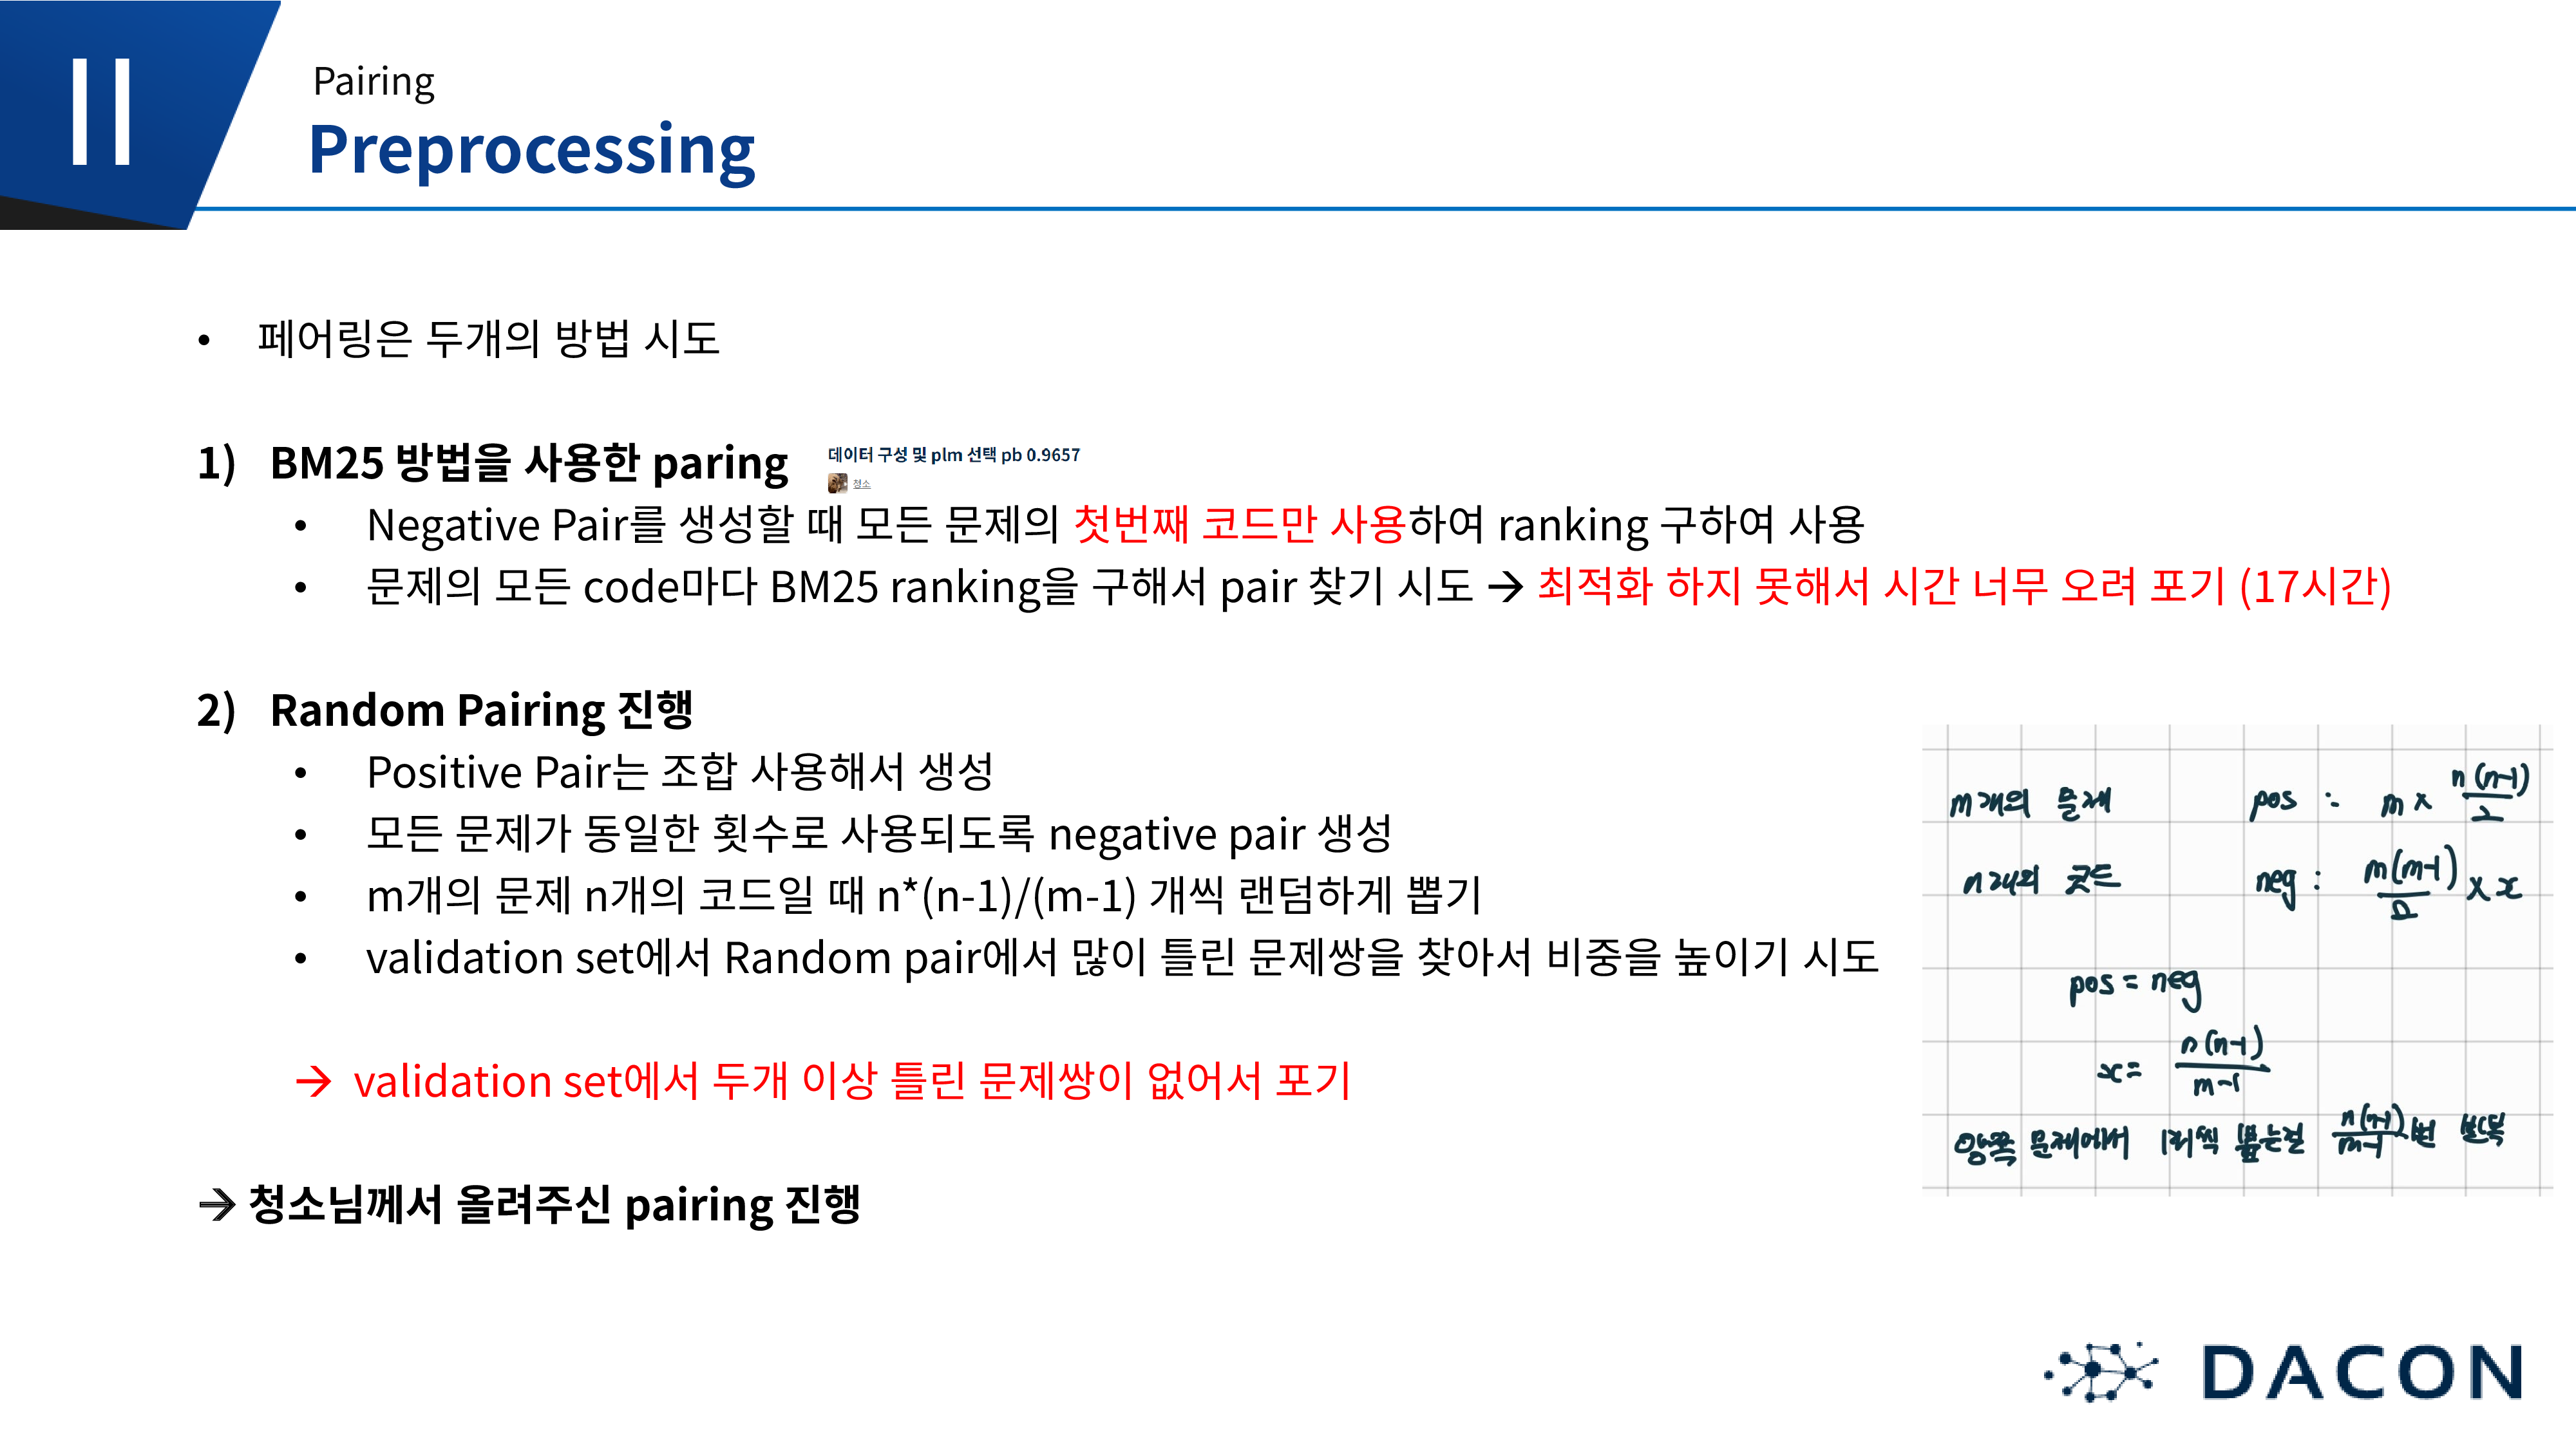 II
Pairing
Preprocessing
• 페어링은 두개의 방법 시도
1) BM25 방법을 사용한 paring
데이터 구성 및 plm 선택 pb 0.9657
청소
• Negative Pair를 생성할 때 모든 문제의 첫번째 코드만 사용하여 ranking 구하여 사용
• 문제의 모든 code마다 BM25 ranking을 구해서 pair 찾기 시도 → 최적화 하지 못해서 시간 너무 오려 포기 (17시간)
2) Random Pairing 진행
• Positive Pair는 조합 사용해서 생성
• 모든 문제가 동일한 횟수로 사용되도록 negative pair 생성
• m개의 문제 n개의 코드일 때 n*(n-1)/(m-1) 개씩 랜덤하게 뽑기
• validation set에서 Random pair에서 많이 틀린 문제쌍을 찾아서 비중을 높이기 시도
→ validation set에서 두개 이상 틀린 문제쌍이 없어서 포기
→ 청소님께서 올려주신 pairing 진행
m개의 문제 pos : m × n(n-1)/2
n개의 코드 neg : m(m-1)/2 × x
pos = neg
x = n(n-1)/m-1
양쪽 문제에서 1개씩 뽑는걸 n(n-1)/m-1 번 반복
DACON